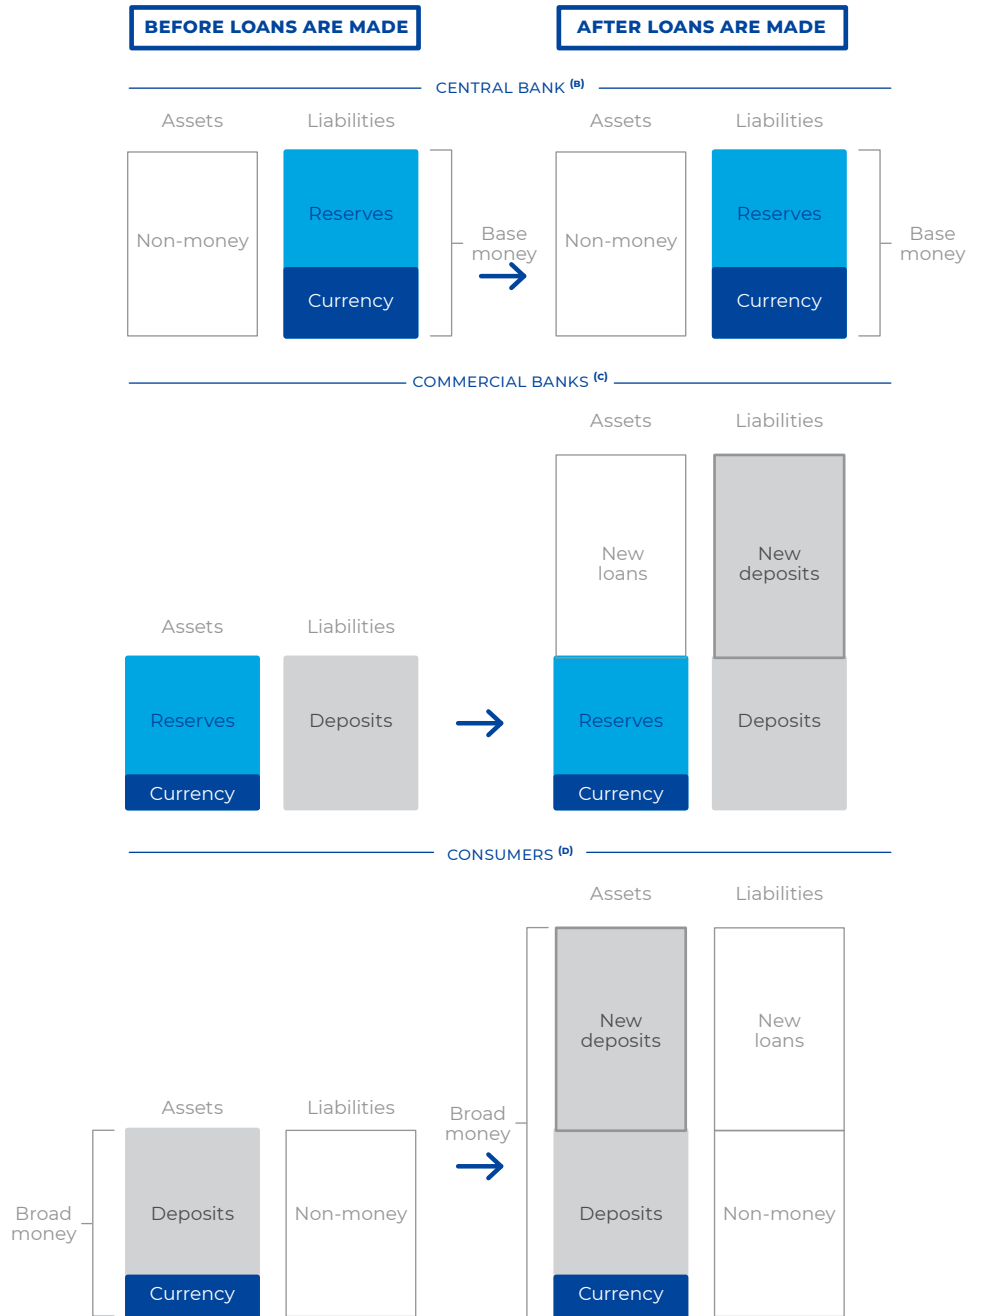 BEFORE LOANS ARE MADE
AFTER LOANS ARE MADE
CENTRAL BANK (B)
Assets
Liabilities
Assets
Liabilities
Non-money
Reserves
Currency
Base
money
Non-money
Reserves
Currency
Base
money
COMMERCIAL BANKS (C)
Assets
Liabilities
New
loans
New
deposits
Assets
Liabilities
Reserves
Deposits
Currency
Reserves
Deposits
Currency
CONSUMERS (D)
Assets
Liabilities
New
deposits
New
loans
Assets
Liabilities
Broad
money
Broad
money
Deposits
Non-money
Currency
Deposits
Non-money
Currency